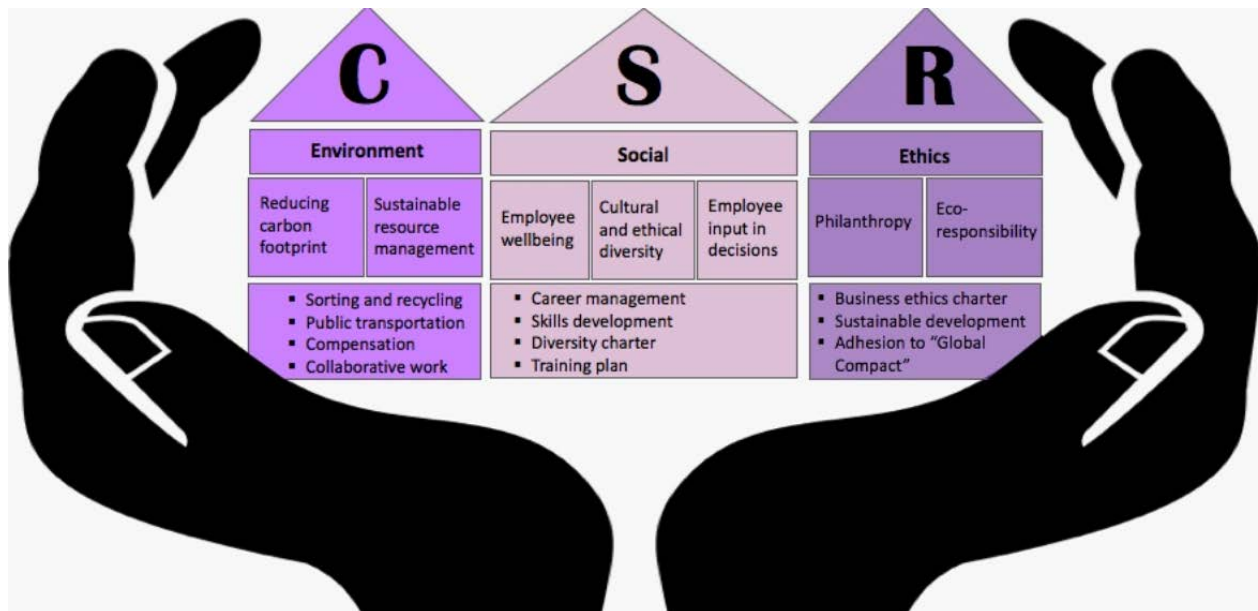 C
Environment
Reducing
carbon
footprint
Sustainable
resource
management
▪ Sorting and recycling
▪ Public transportation
▪ Compensation
▪ Collaborative work
S
Social
Employee
wellbeing
Cultural
and ethical
diversity
Employee
input in
decisions
▪ Career management
▪ Skills development
▪ Diversity charter
▪ Training plan
R
Ethics
Philanthropy
Eco-
responsibility
▪ Business ethics charter
▪ Sustainable development
▪ Adhesion to “Global
Compact”